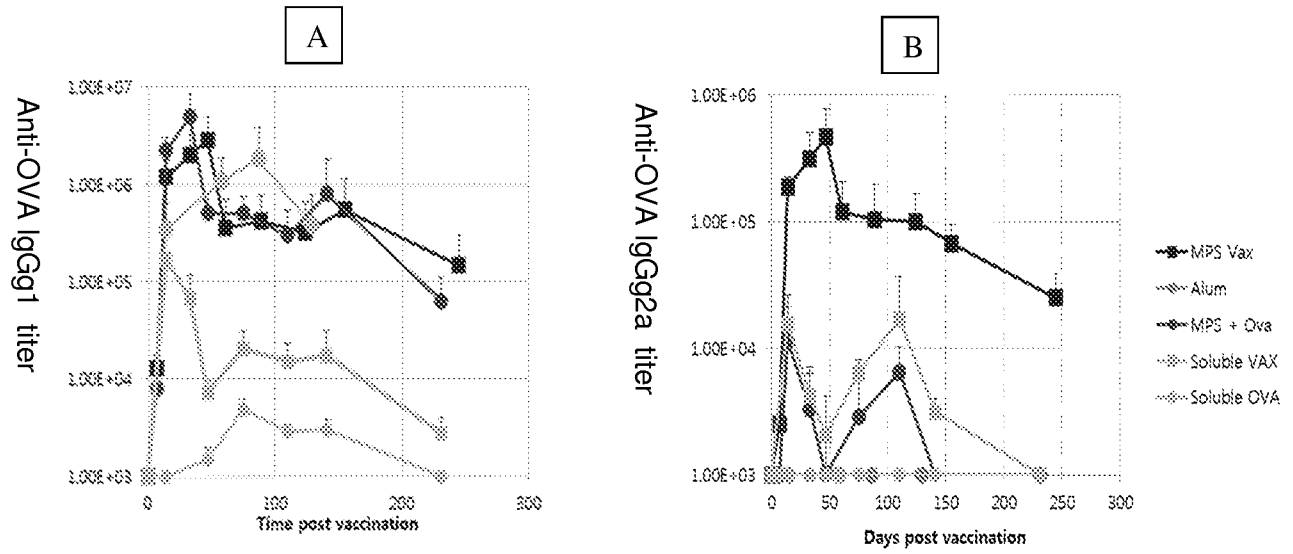 A
B
Anti-OVA IgGg1 titer
1.00E+07
1.00E+06
1.00E+05
1.00E+04
1.00E+03
0 100 200 300
Time post vaccination
Anti-OVA IgGg2a titer
1.00E+06
1.00E+05
1.00E+04
1.00E+03
0 50 100 150 200 250 300
Days post vaccination
MPS Vax
Alum
MPS + Ova
Soluble VAX
Soluble OVA